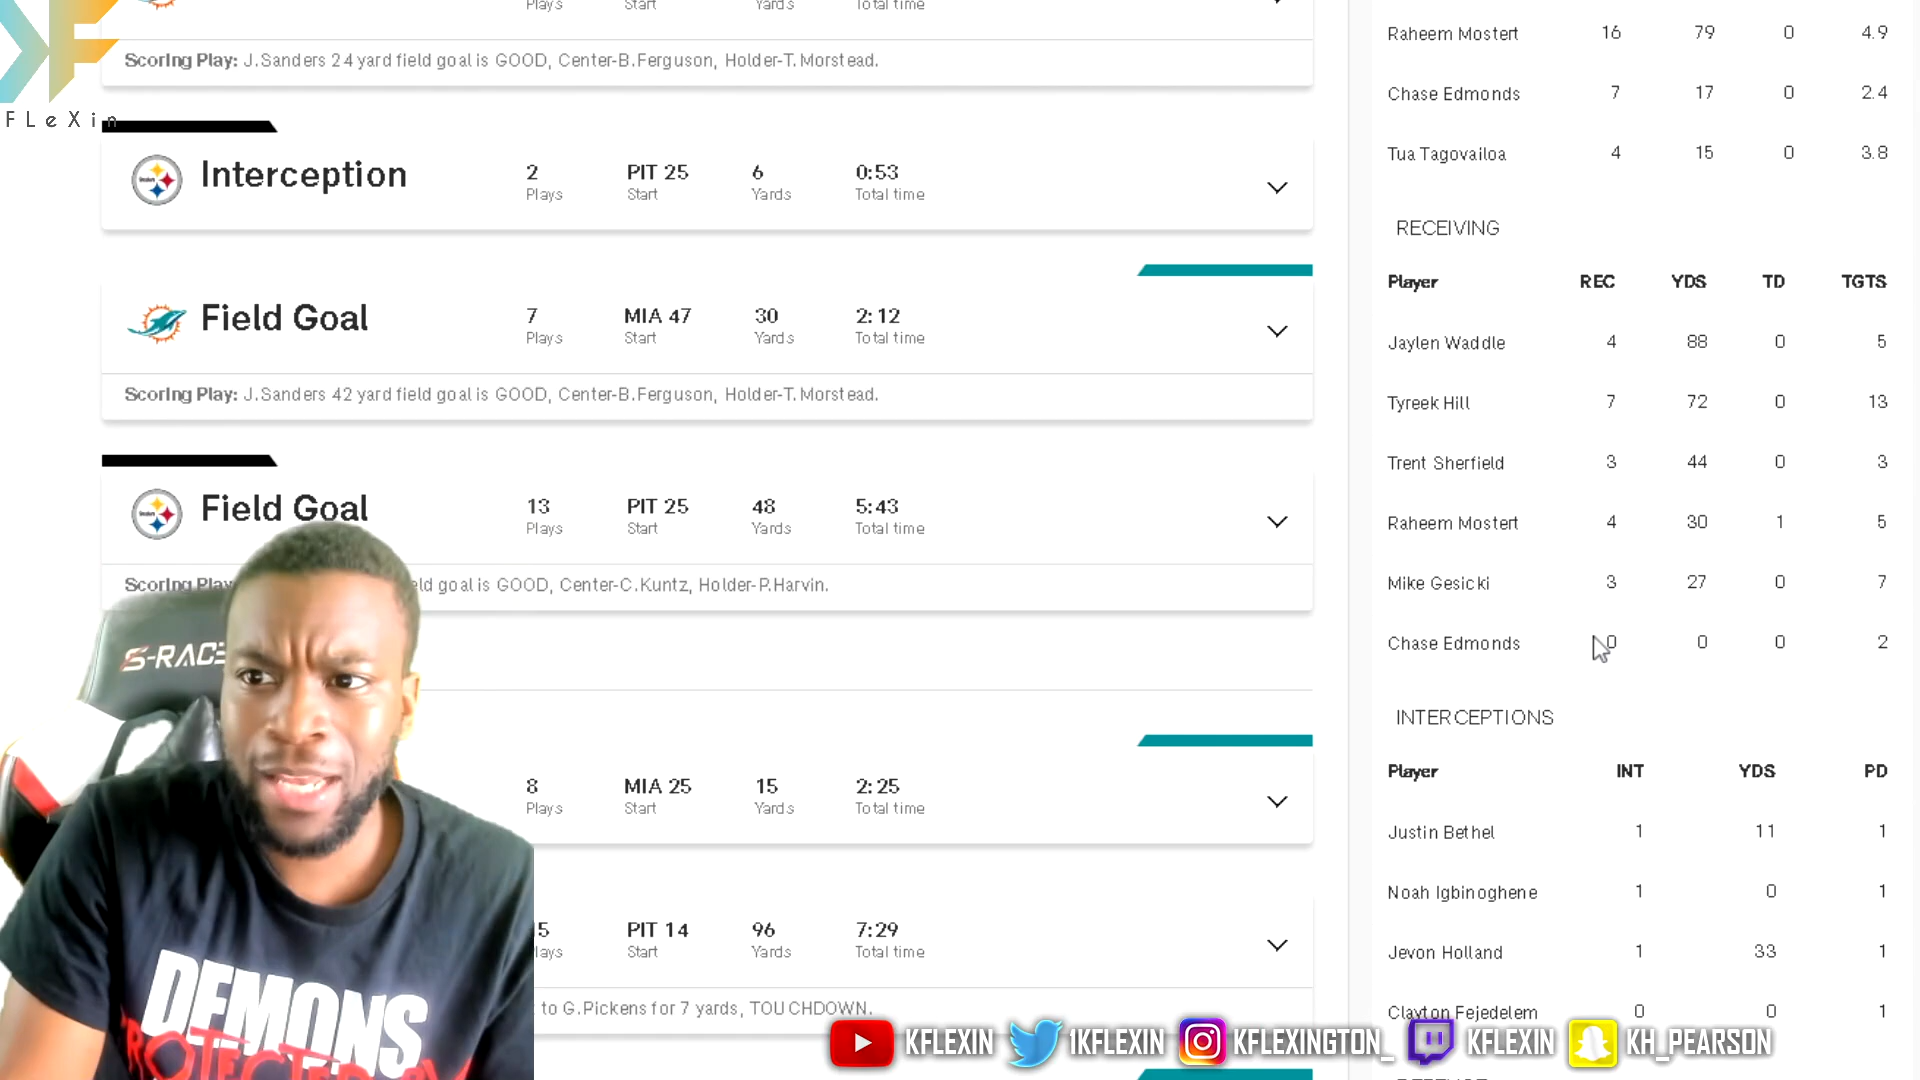 Plays Start Yards Total time
Scoring Play: J.Sanders 24 yard field goal is GOOD, Center-B.Ferguson, Holder-T.Morstead.
FLeXin
Interception 2 PIT 25 6 0:53
Plays Start Yards Total time
Field Goal 7 MIA 47 30 2:12
Plays Start Yards Total time
Scoring Play: J.Sanders 42 yard field goal is GOOD, Center-B.Ferguson, Holder-T.Morstead.
Field Goal 13 PIT 25 48 5:43
Plays Start Yards Total time
Scoring Play goal is GOOD, Center-C.Kuntz, Holder-P.Harvin.
8 MIA 25 15 2:25
Plays Start Yards Total time
5 PIT 14 96 7:29
lays Start Yards Total time
to G.Pickens for 7 yards, TOUCHDOWN.
Raheem Mostert 16 79 0 4.9
Chase Edmonds 7 17 0 2.4
Tua Tagovailoa 4 15 0 3.8
RECEIVING
Player REC YDS TD TGTS
Jaylen Waddle 4 88 0 5
Tyreek Hill 7 72 0 13
Trent Sherfield 3 44 0 3
Raheem Mostert 4 30 1 5
Mike Gesicki 3 27 0 7
Chase Edmonds 0 0 0 2
INTERCEPTIONS
Player INT YDS PD
Justin Bethel 1 11 1
Noah Igbinoghene 1 0 1
Jevon Holland 1 33 1
Clayton Fejedelem 0 0 1
S-RACE
DEMONS
PROTECTED
KFLEXIN 1KFLEXIN KFLEXINGTON_ KFLEXIN KH_PEARSON